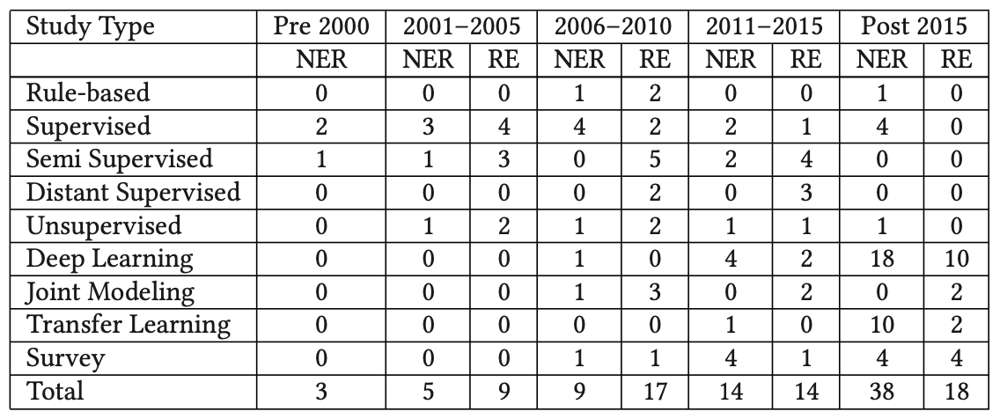 Study Type Pre 2000 2001–2005 2006–2010 2011–2015 Post 2015
NER NER RE NER RE NER RE NER RE
Rule-based 0 0 0 1 2 0 0 1 0
Supervised 2 3 4 4 2 2 1 4 0
Semi Supervised 1 1 3 0 5 2 4 0 0
Distant Supervised 0 0 0 0 2 0 3 0 0
Unsupervised 0 1 2 1 2 1 1 1 0
Deep Learning 0 0 0 1 0 4 2 18 10
Joint Modeling 0 0 0 1 3 0 2 0 2
Transfer Learning 0 0 0 0 0 1 0 10 2
Survey 0 0 0 1 1 4 1 4 4
Total 3 5 9 9 17 14 14 38 18